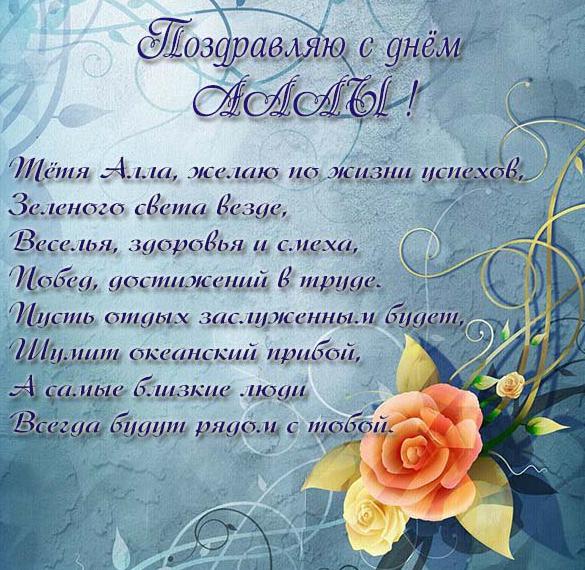 Поздравляю с днём
АЛЛЫ !
Тётя Алла, желаю по жизни успехов,
Зеленого света везде,
Веселья, здоровья и смеха,
Побед, достижений в труде.
Пусть отдых заслуженным будет,
Шумит океанский прибой,
А самые близкие люди
Всегда будут рядом с тобой.